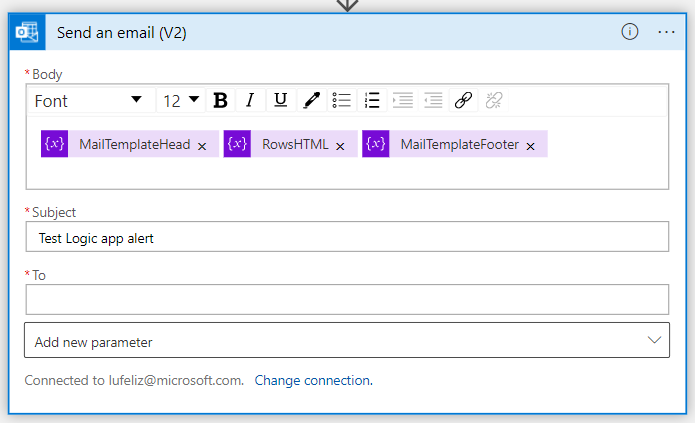 Send an email (V2)
* Body
Font 12 B I U
{x} MailTemplateHead × {x} RowsHTML × {x} MailTemplateFooter ×
* Subject
Test Logic app alert
* To
Add new parameter
Connected to lufeliz@microsoft.com. Change connection.